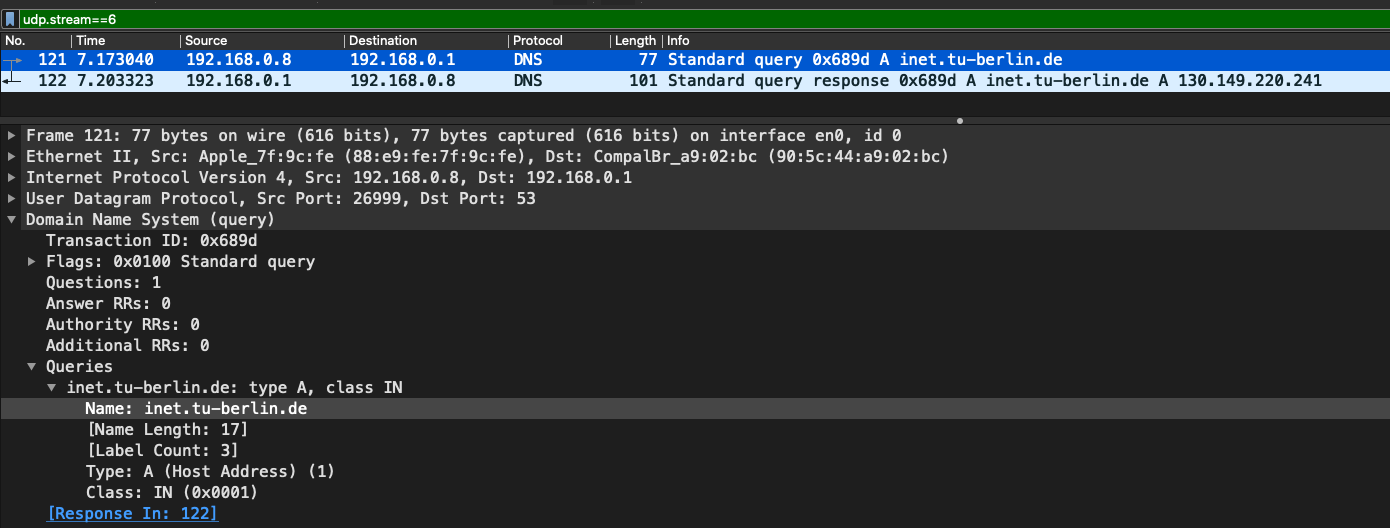 udp.stream==6
No. Time Source Destination Protocol Length Info
121 7.173040 192.168.0.8 192.168.0.1 DNS 77 Standard query 0x689d A inet.tu-berlin.de
122 7.203323 192.168.0.1 192.168.0.8 DNS 101 Standard query response 0x689d A inet.tu-berlin.de A 130.149.220.241
Frame 121: 77 bytes on wire (616 bits), 77 bytes captured (616 bits) on interface en0, id 0
Ethernet II, Src: Apple_7f:9c:fe (88:e9:fe:7f:9c:fe), Dst: CompalBr_a9:02:bc (90:5c:44:a9:02:bc)
Internet Protocol Version 4, Src: 192.168.0.8, Dst: 192.168.0.1
User Datagram Protocol, Src Port: 26999, Dst Port: 53
Domain Name System (query)
Transaction ID: 0x689d
Flags: 0x0100 Standard query
Questions: 1
Answer RRs: 0
Authority RRs: 0
Additional RRs: 0
Queries
inet.tu-berlin.de: type A, class IN
Name: inet.tu-berlin.de
[Name Length: 17]
[Label Count: 3]
Type: A (Host Address) (1)
Class: IN (0x0001)
[Response In: 122]